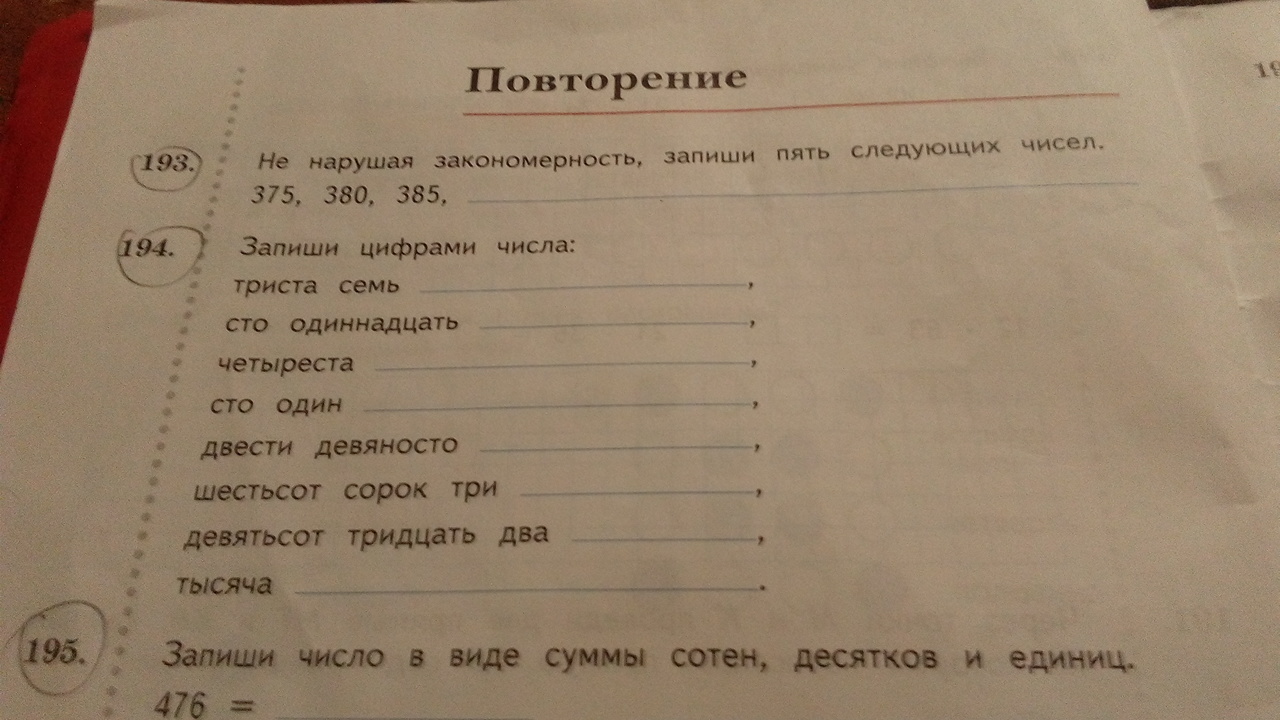 Повторение
193. Не нарушая закономерность, запиши пять следующих чисел.
375, 380, 385,
194. Запиши цифрами числа:
триста семь ,
сто одиннадцать ,
четыреста ,
сто один ,
двести девяносто ,
шестьсот сорок три ,
девятьсот тридцать два ,
тысяча .
195. Запиши число в виде суммы сотен, десятков и единиц.
476 =